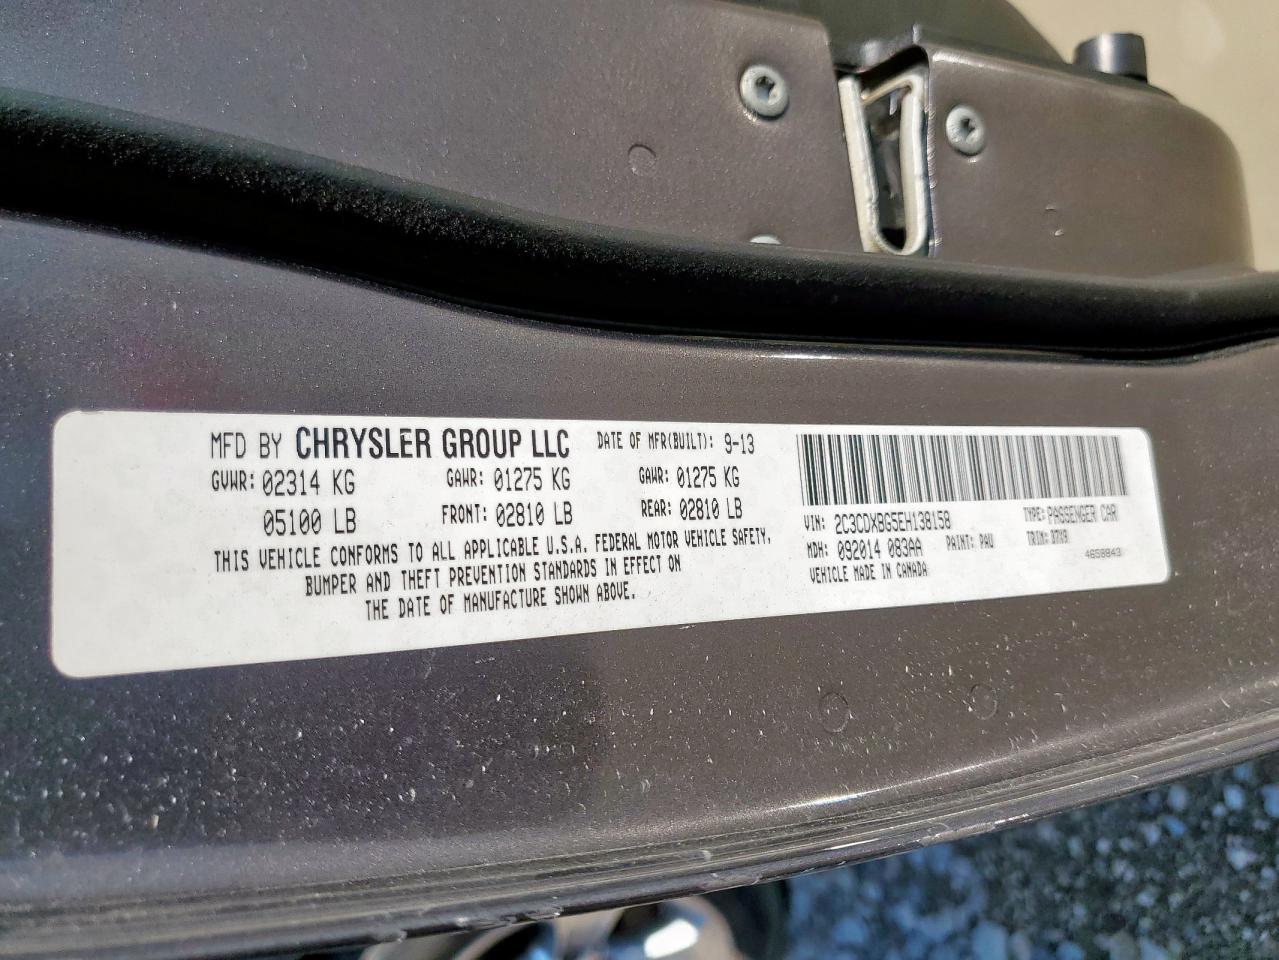 MFD BY CHRYSLER GROUP LLC DATE OF MFR(BUILT): 9-13
GVWR: 02314 KG GAWR: 01275 KG GAWR: 01275 KG
05100 LB FRONT: 02810 LB REAR: 02810 LB
THIS VEHICLE CONFORMS TO ALL APPLICABLE U.S.A. FEDERAL MOTOR VEHICLE SAFETY,
BUMPER AND THEFT PREVENTION STANDARDS IN EFFECT ON
THE DATE OF MANUFACTURE SHOWN ABOVE.
VIN: 2C3CDXBG5EH138158 TYPE: PASSENGER CAR
MDH: 092014 083AA PAINT: PAU TRIM:
VEHICLE MADE IN CANADA 4658843